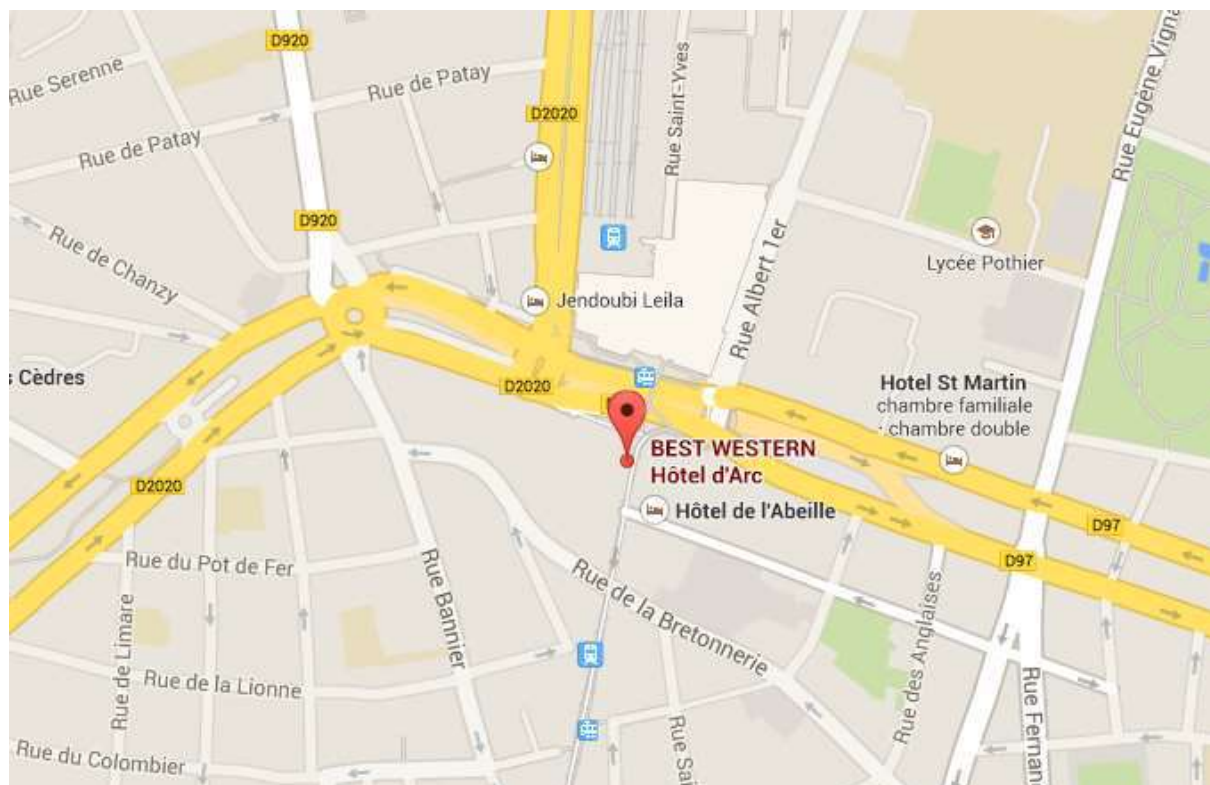 D920
Rue Serenne
Rue de Patay
D2020
Rue Saint-Yves
Rue Eugène Vigna
Rue de Patay
D920
Rue de Chanzy
Rue Albert 1er
Lycée Pothier
Jendoubi Leila
s Cèdres
D2020
Hotel St Martin
chambre familiale
: chambre double
BEST WESTERN
Hôtel d'Arc
D2020
Hôtel de l'Abeille
D97
D97
Rue du Pot de Fer
Rue Bannier
Rue de la Bretonnerie
Rue des Anglaises
Rue de Limare
Rue de la Lionne
Rue Fernan
Rue du Colombier
Rue Sai